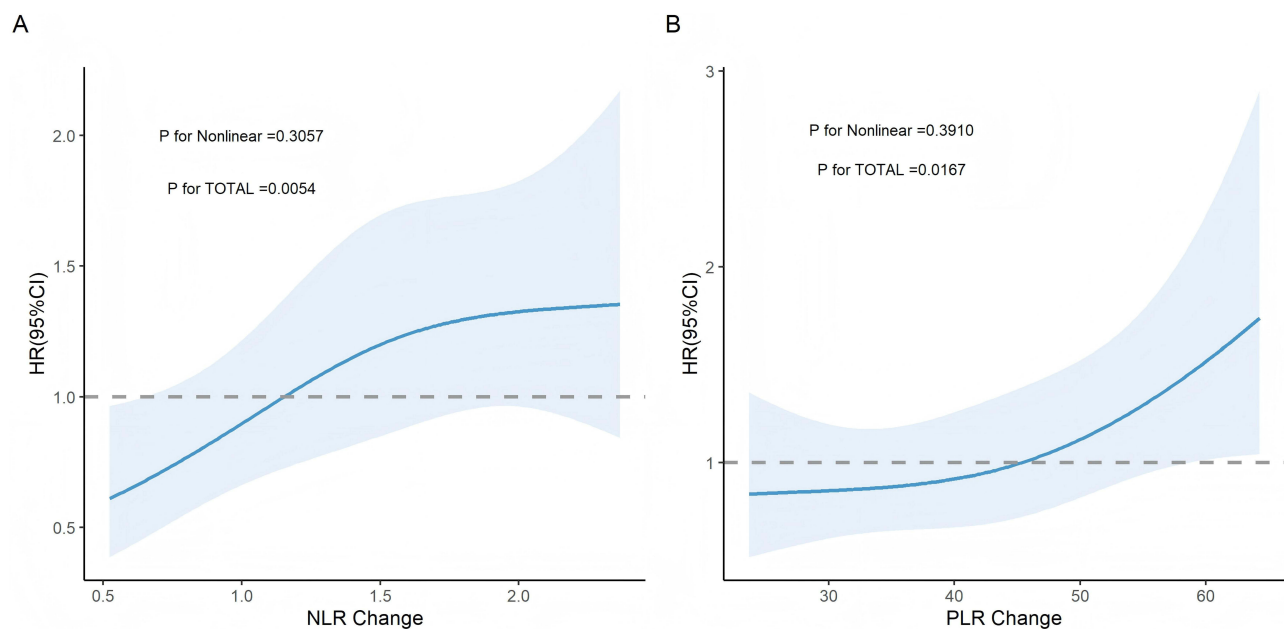 A
HR(95%CI)
2.0
1.5
1.0
0.5
P for Nonlinear =0.3057
P for TOTAL =0.0054
0.5 1.0 1.5 2.0
NLR Change
B
HR(95%CI)
3
2
1
P for Nonlinear =0.3910
P for TOTAL =0.0167
30 40 50 60
PLR Change